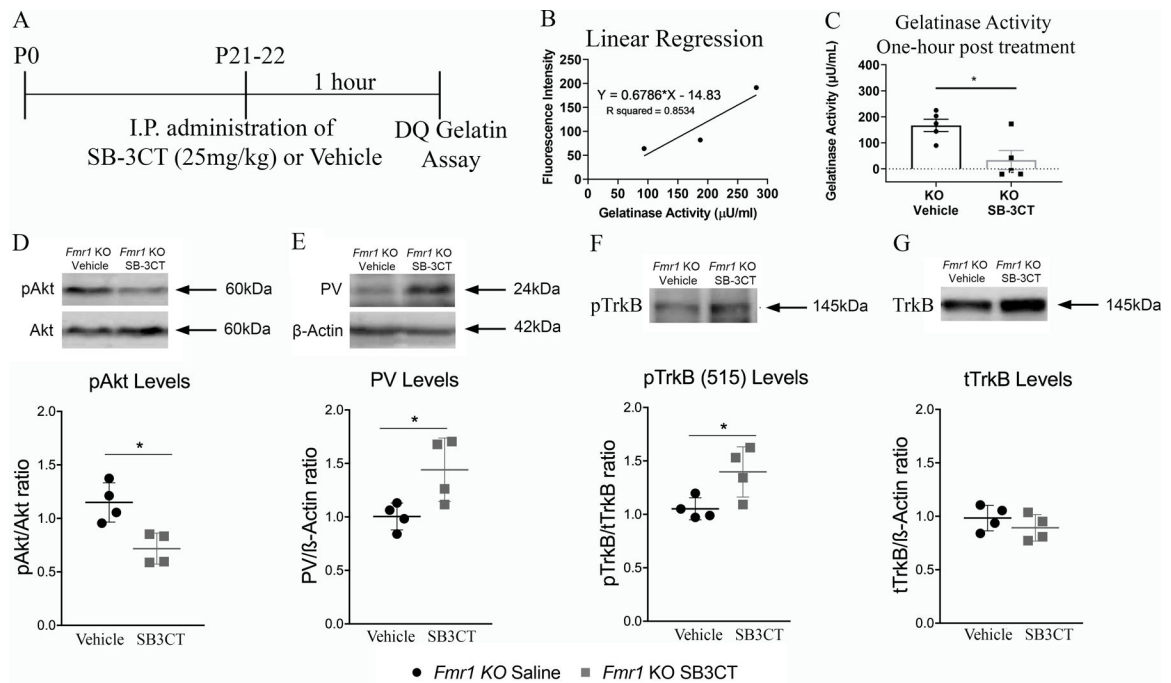 A
P0
P21-22
1 hour
I.P. administration of
SB-3CT (25mg/kg) or Vehicle
DQ Gelatin
Assay
B
Linear Regression
Fluorescence Intensity
250
200
150
100
50
0
Y = 0.6786*X - 14.83
R squared = 0.8534
0 50 100 150 200 250 300
Gelatinase Activity (µU/ml)
C
Gelatinase Activity
One-hour post treatment
Gelatinase Activity (µU/mL)
400
300
200
100
0
*
KO
Vehicle
KO
SB-3CT
D
Fmr1 KO
Vehicle
Fmr1 KO
SB-3CT
pAkt
60kDa
Akt
60kDa
pAkt Levels
pAkt/Akt ratio
2.0
1.5
1.0
0.5
0.0
*
Vehicle SB3CT
E
Fmr1 KO
Vehicle
Fmr1 KO
SB-3CT
PV
24kDa
β-Actin
42kDa
PV Levels
PV/ß-Actin ratio
2.0
1.5
1.0
0.5
0.0
*
Vehicle SB3CT
F
Fmr1 KO
Vehicle
Fmr1 KO
SB-3CT
pTrkB
145kDa
pTrkB (515) Levels
pTrkB/tTrkB ratio
2.0
1.5
1.0
0.5
0.0
*
Vehicle SB3CT
G
Fmr1 KO
Vehicle
Fmr1 KO
SB-3CT
TrkB
145kDa
tTrkB Levels
tTrkB/ß-Actin ratio
2.0
1.5
1.0
0.5
0.0
Vehicle SB3CT
Fmr1 KO Saline
Fmr1 KO SB3CT